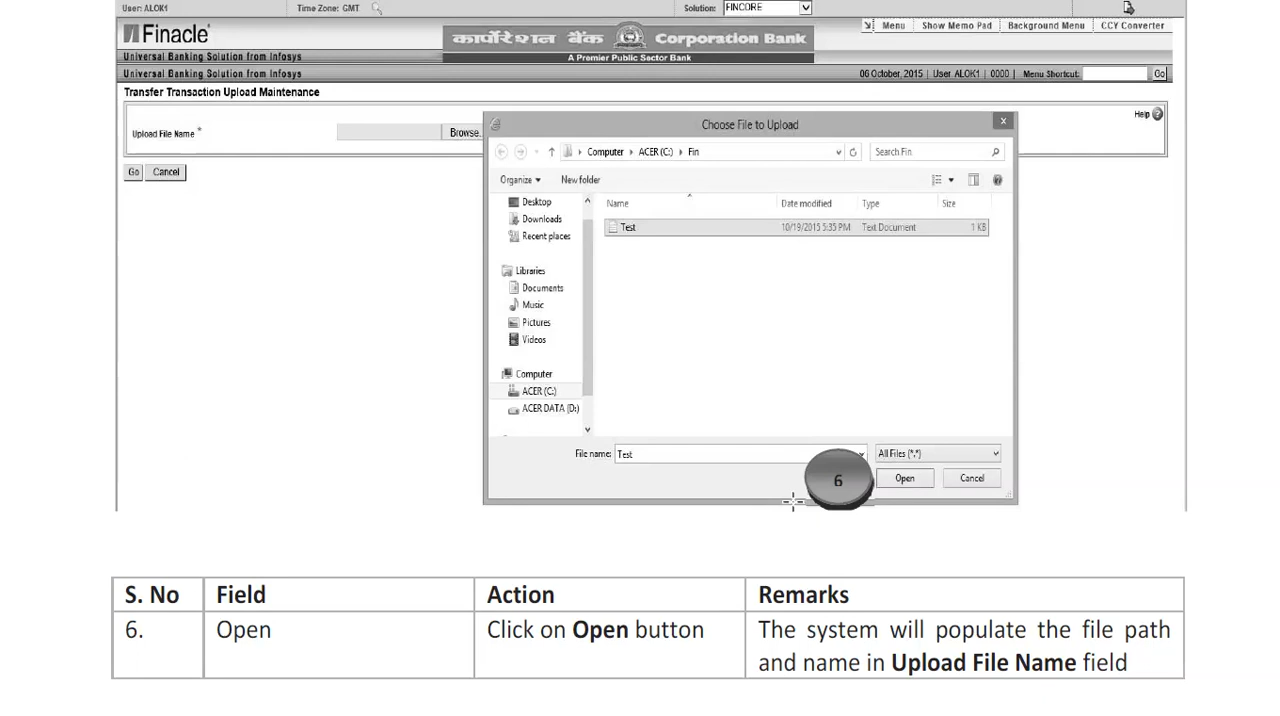 User: ALOK1 Time Zone: GMT Solution: FINCORE
Finacle
कार्पोरेशन बैंक Corporation Bank
A Premier Public Sector Bank
Menu Show Memo Pad Background Menu CCY Converter
Universal Banking Solution from Infosys
Universal Banking Solution from Infosys
06 October, 2015 | User ALOK1 | 0000 | Menu Shortcut: Go
Transfer Transaction Upload Maintenance
Help
Upload File Name * Browse..
Go Cancel
Choose File to Upload
Computer ACER (C:) Fin Search Fin
Organize New folder
Name Date modified Type Size
Test 10/19/2015 5:35 PM Text Document 1 KB
Desktop
Downloads
Recent places
Libraries
Documents
Music
Pictures
Videos
Computer
ACER (C:)
ACER DATA (D:)
File name: Test All Files (*.*)
6 Open Cancel
S. No Field Action Remarks
6. Open Click on Open button The system will populate the file path
and name in Upload File Name field